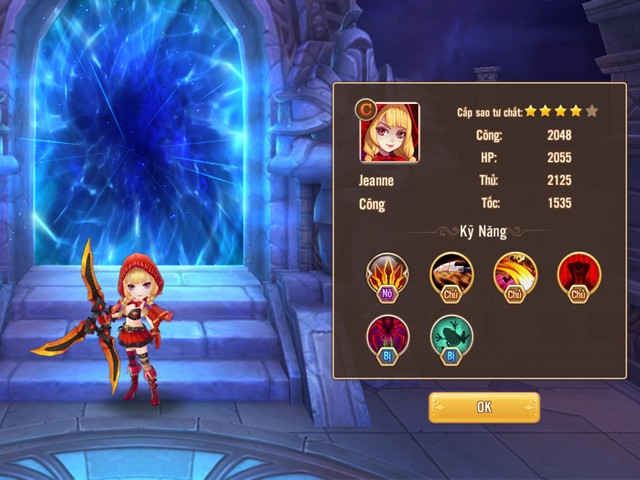 C
Cấp sao tư chất:
Công: 2048
HP: 2055
Jeanne
Thủ: 2125
Công
Tốc: 1535
Kỹ Năng
Nộ
Chủ
Chủ
Chủ
Bị
Bị
OK